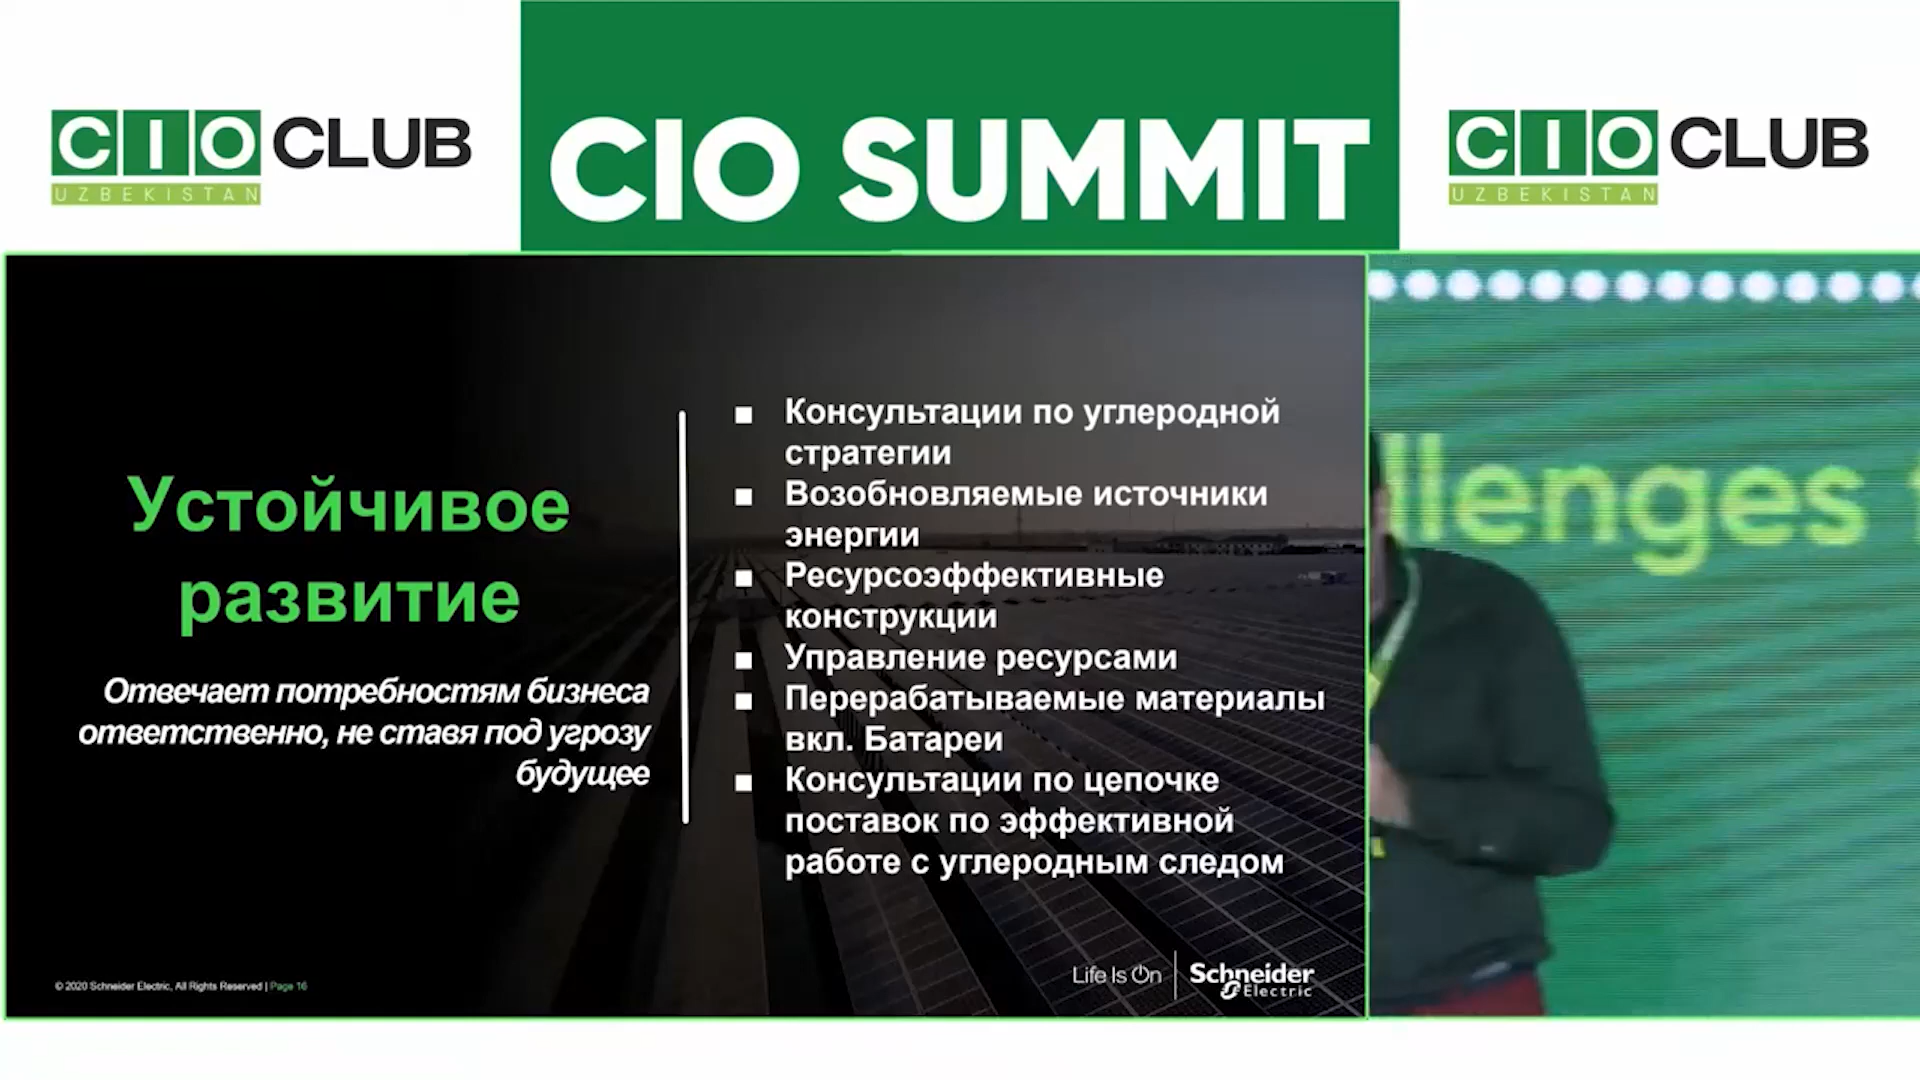 CIO CLUB
UZBEKISTAN
CIO SUMMIT
CIO CLUB
UZBEKISTAN
Устойчивое
развитие
Отвечает потребностям бизнеса
ответственно, не ставя под угрозу
будущее
■ Консультации по углеродной
стратегии
■ Возобновляемые источники
энергии
■ Ресурсоэффективные
конструкции
■ Управление ресурсами
■ Перерабатываемые материалы
вкл. Батареи
■ Консультации по цепочке
поставок по эффективной
работе с углеродным следом
© 2020 Schneider Electric, All Rights Reserved | Page 16
Life Is On
Schneider
Electric
llenges